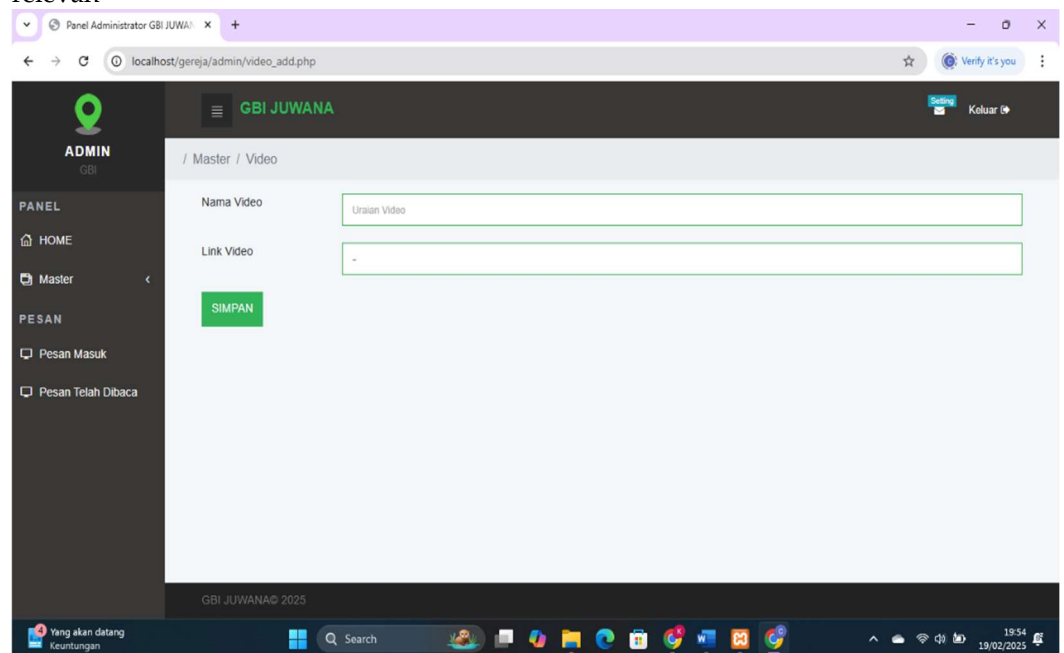 relevan
Panel Administrator GBI JUWAN
localhost/gereja/admin/video_add.php
Verify it's you
GBI JUWANA
Seting
Keluar
ADMIN
GBI
/ Master / Video
PANEL
HOME
Master
PESAN
Pesan Masuk
Pesan Telah Dibaca
Nama Video
Uraian Video
Link Video
-
SIMPAN
GBI JUWANA© 2025
4
Yang akan datang
Keuntungan
Search
19:54
19/02/2025